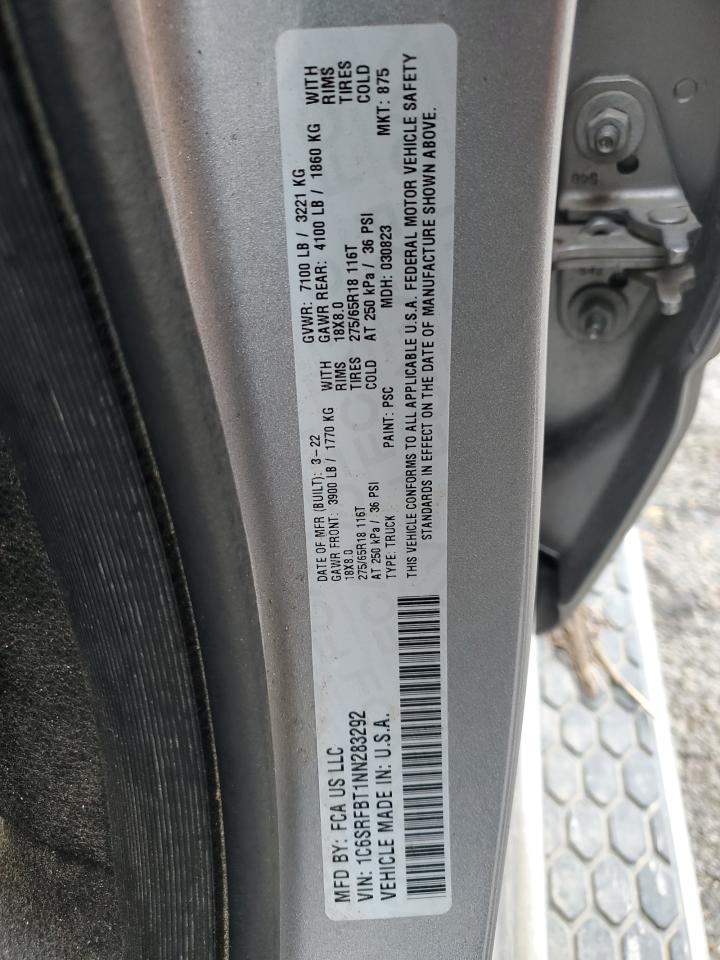 MFD BY: FCA US LLC
VIN: 1C6SRFBT1NN283292
VEHICLE MADE IN: U.S.A.
DATE OF MFR (BUILT): 3-22
GAWR FRONT: 3900 LB / 1770 KG WITH
18X8.0 RIMS
275/65R18 116T TIRES
AT 250 kPa / 36 PSI COLD
TYPE: TRUCK
GVWR: 7100 LB / 3221 KG
GAWR REAR: 4100 LB / 1860 KG WITH
18X8.0 RIMS
275/65R18 116T TIRES
AT 250 kPa / 36 PSI COLD
PAINT: PSC MDH: 030823 MKT: 875
THIS VEHICLE CONFORMS TO ALL APPLICABLE U.S.A. FEDERAL MOTOR VEHICLE SAFETY
STANDARDS IN EFFECT ON THE DATE OF MANUFACTURE SHOWN ABOVE.